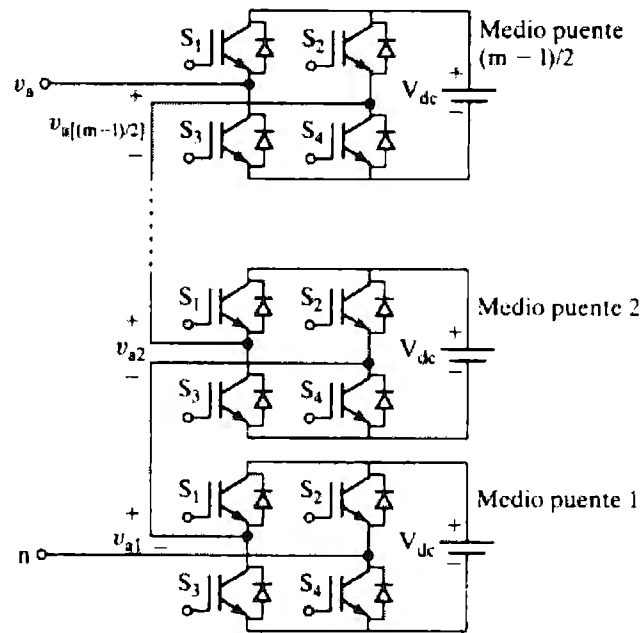 S1 S2 Medio puente
(m − 1)/2
va + Vdc +
va[(m−1)/2]
− S3 S4 −
S1 S2
+ Medio puente 2
va2 Vdc +
− S3 S4 −
S1 S2
+ Medio puente 1
va1 − Vdc +
n −
S3 S4